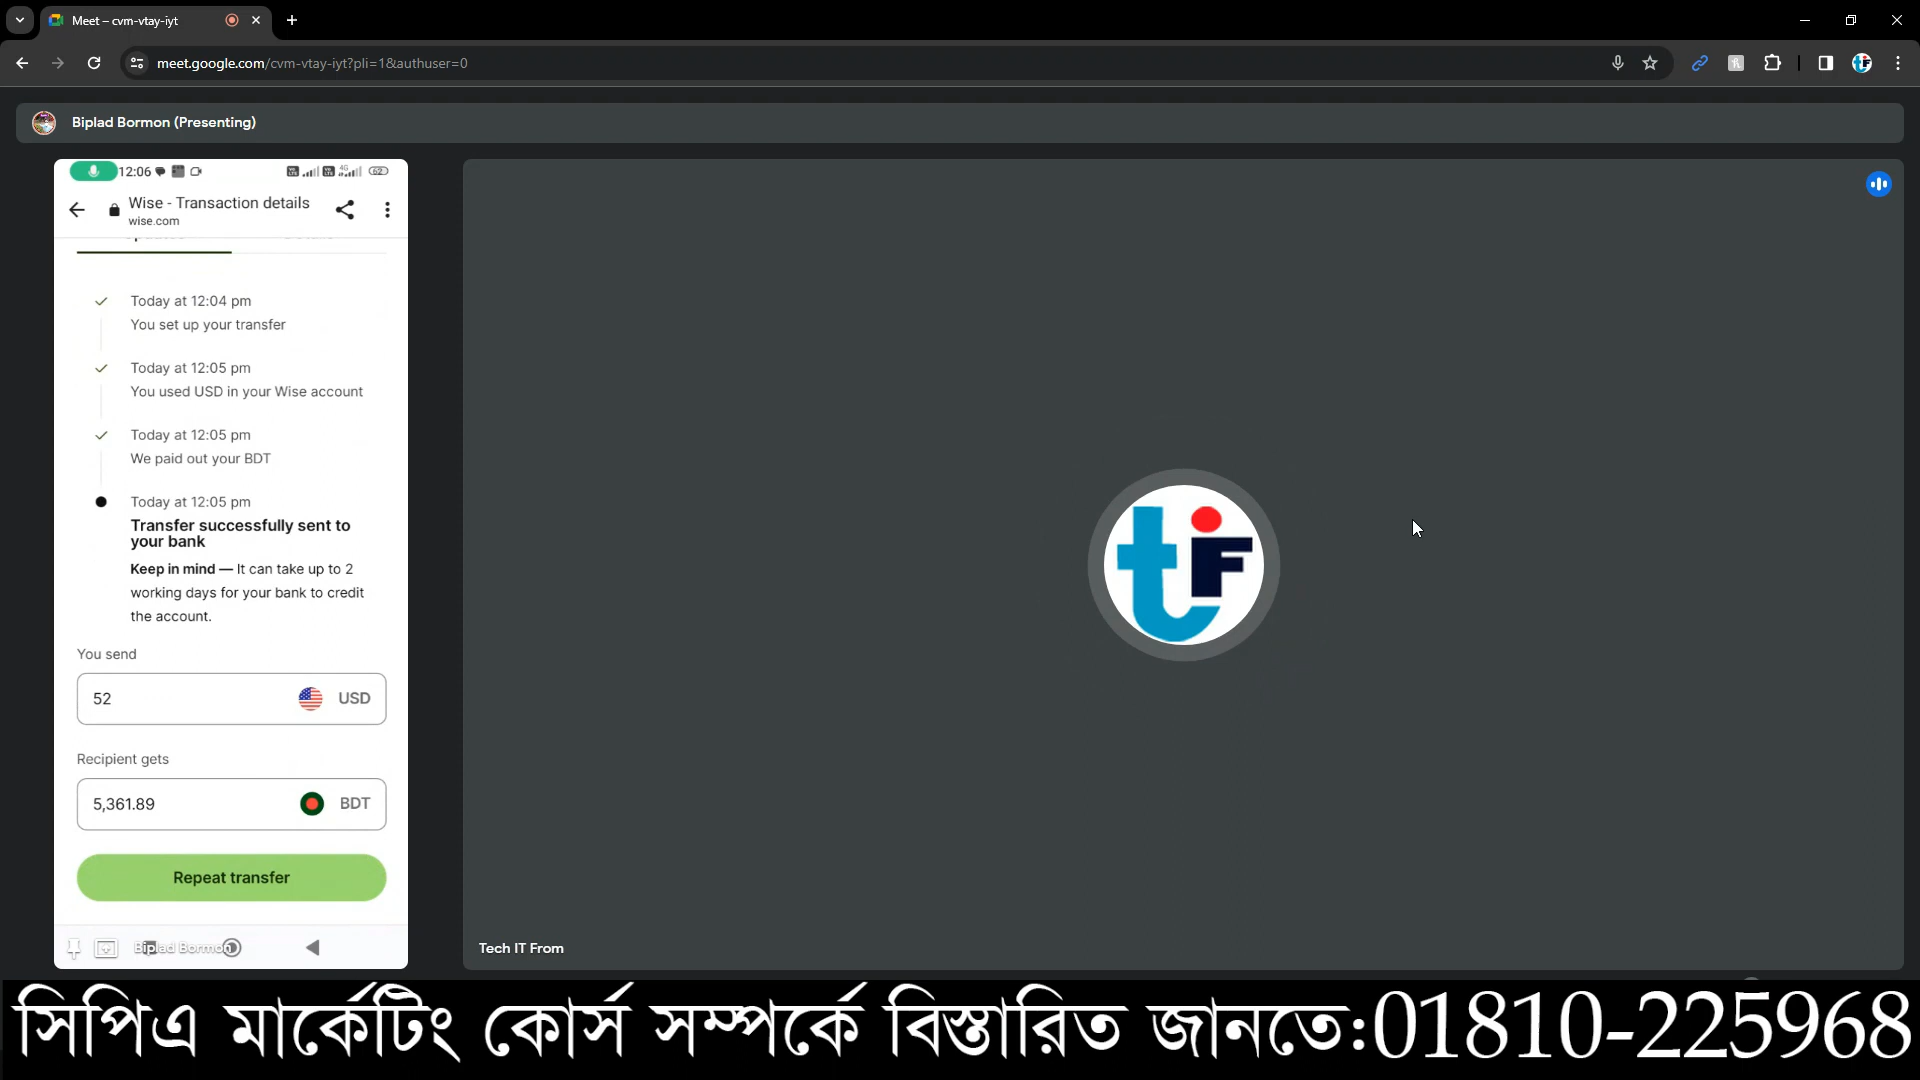 Meet – cvm-vtay-iyt
meet.google.com/cvm-vtay-iyt?pli=1&authuser=0
Biplad Bormon (Presenting)
12:06
4G
62
Wise - Transaction details
wise.com
Today at 12:04 pm
You set up your transfer
Today at 12:05 pm
You used USD in your Wise account
Today at 12:05 pm
We paid out your BDT
Today at 12:05 pm
Transfer successfully sent to
your bank
Keep in mind — It can take up to 2
working days for your bank to credit
the account.
You send
52 USD
Recipient gets
5,361.89 BDT
Repeat transfer
Biplad Bormon
tiF
Tech IT From
সিপিএ মার্কেটিং কোর্স সম্পর্কে বিস্তারিত জানতে:01810-225968